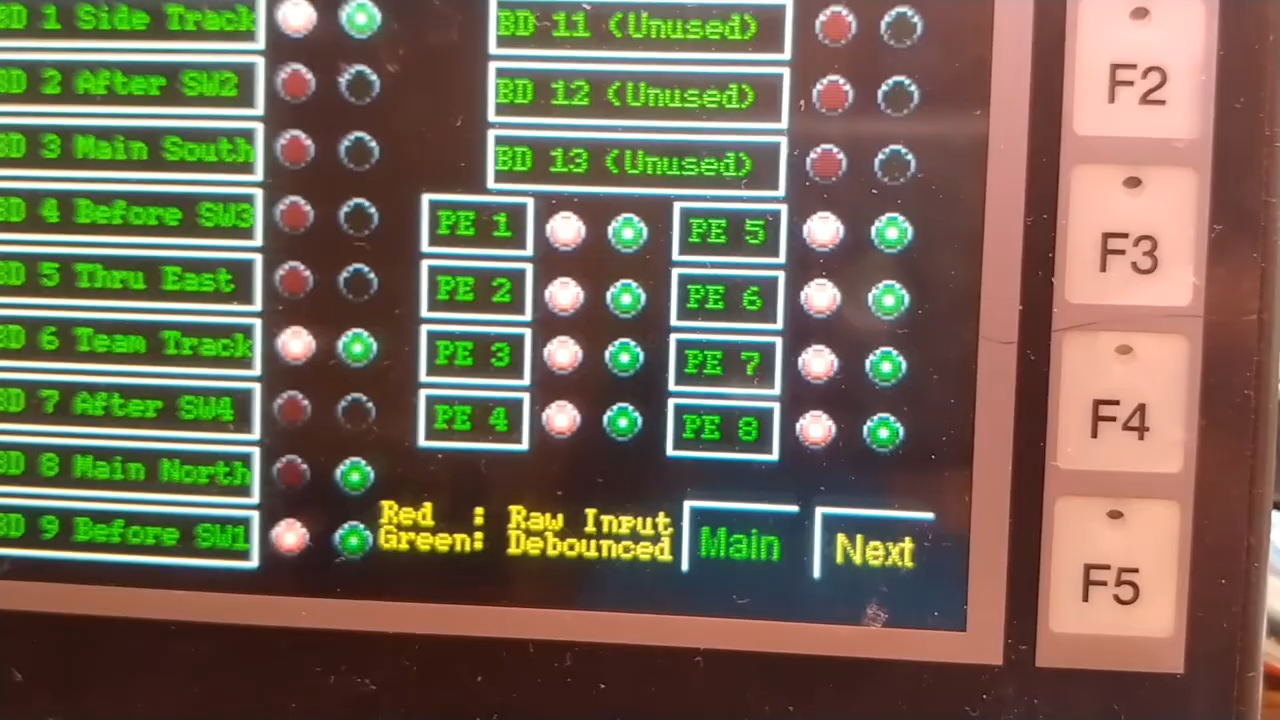 BD 1 Side Track
BD 2 After SW2
BD 3 Main South
BD 4 Before SW3
BD 5 Thru East
BD 6 Team Track
BD 7 After SW4
BD 8 Main North
BD 9 Before SW1
BD 11 (Unused)
BD 12 (Unused)
BD 13 (Unused)
PE 1
PE 2
PE 3
PE 4
PE 5
PE 6
PE 7
PE 8
Red : Raw Input
Green: Debounced
Main
Next
F2
F3
F4
F5